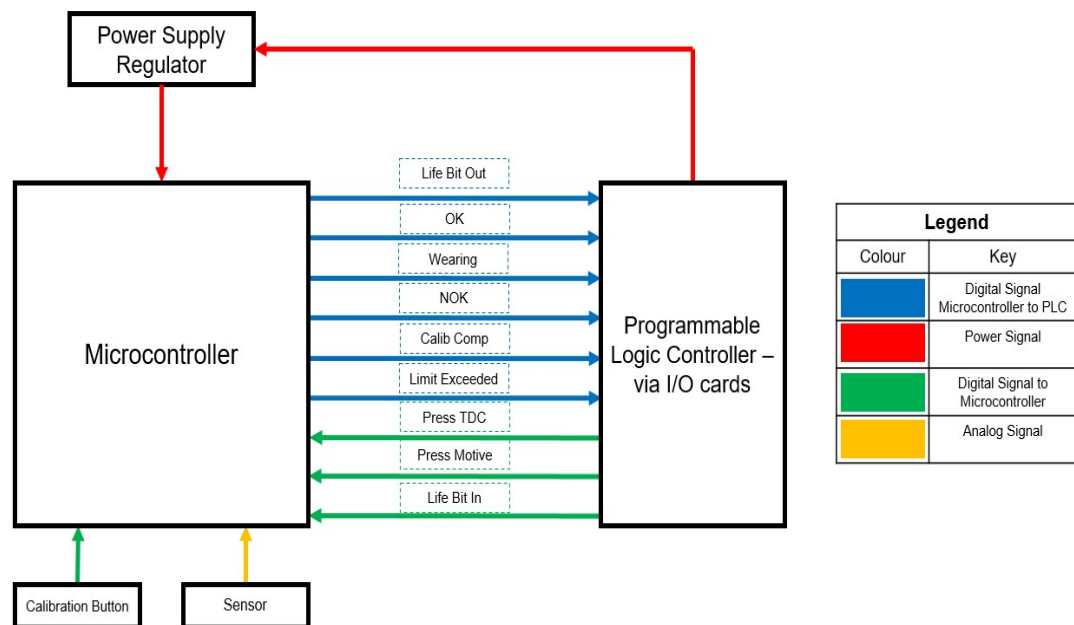 Power Supply
Regulator
Life Bit Out
OK
Wearing
NOK
Calib Comp
Limit Exceeded
Press TDC
Press Motive
Life Bit In
Microcontroller
Programmable
Logic Controller –
via I/O cards
Calibration Button
Sensor
Legend
Colour
Key
Digital Signal
Microcontroller to PLC
Power Signal
Digital Signal to
Microcontroller
Analog Signal